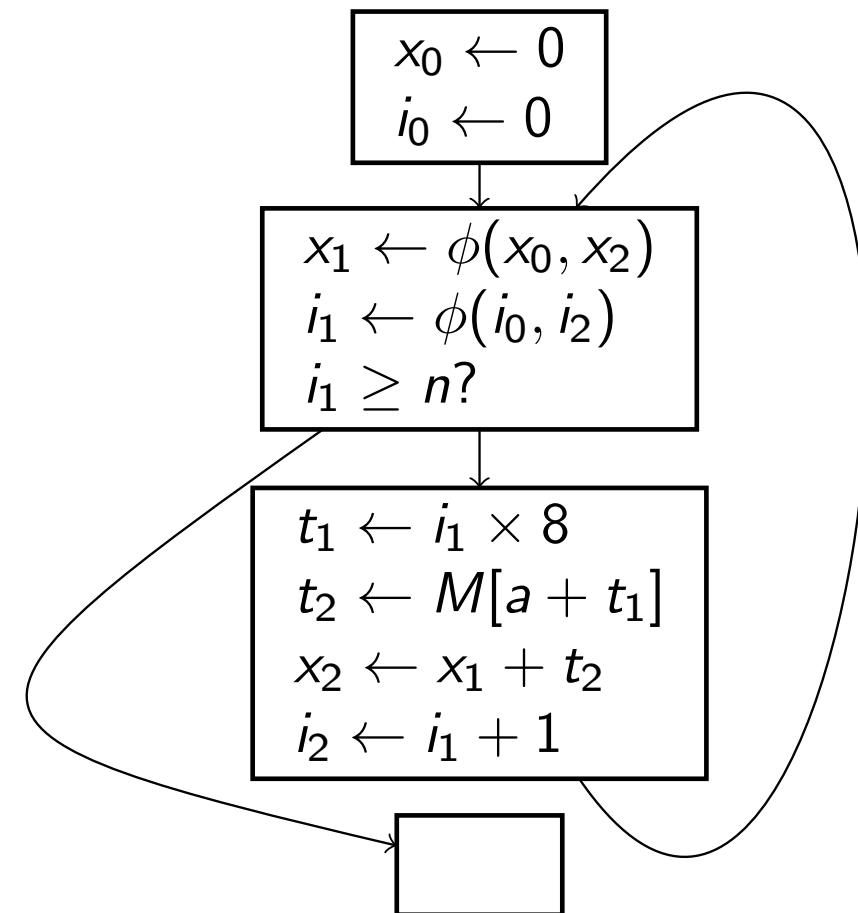 x₀ ← 0
i₀ ← 0
x₁ ← ϕ(x₀, x₂)
i₁ ← ϕ(i₀, i₂)
i₁ ≥ n?
t₁ ← i₁ × 8
t₂ ← M[a + t₁]
x₂ ← x₁ + t₂
i₂ ← i₁ + 1